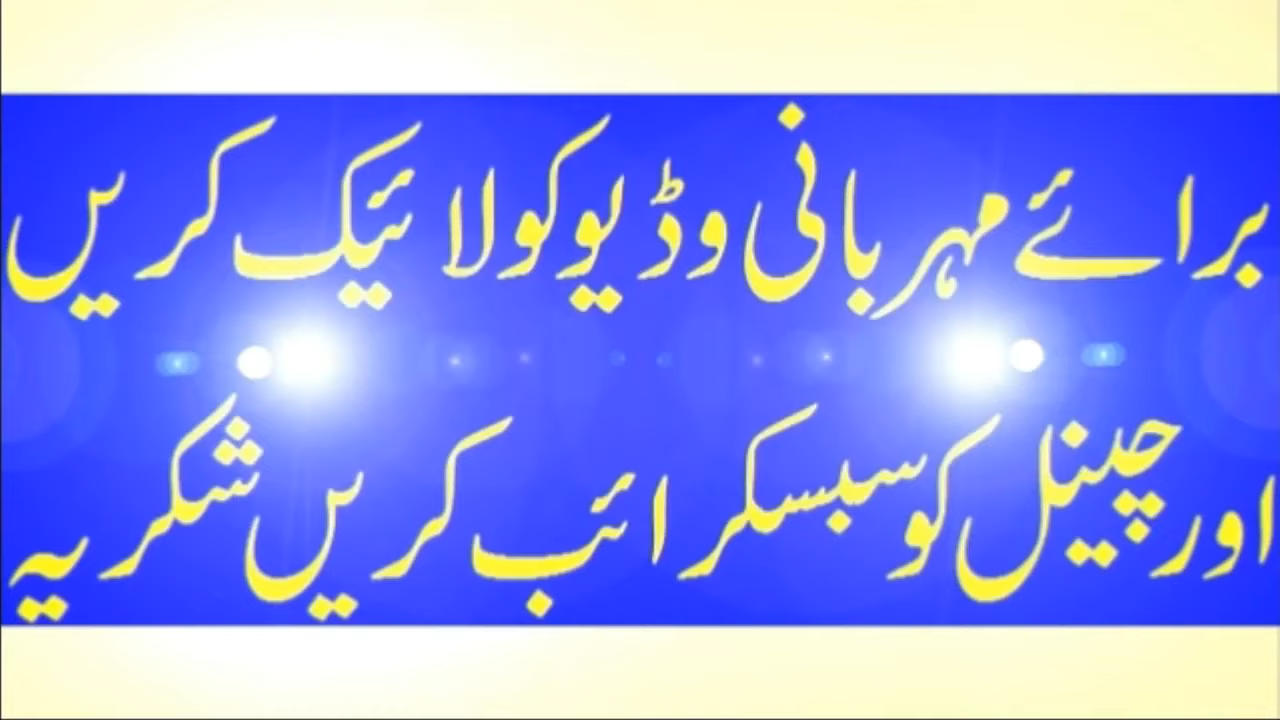 برائے مہربانی وڈیو کو لائیک کریں
اور چینل کو سبسکرائب کریں شکریہ